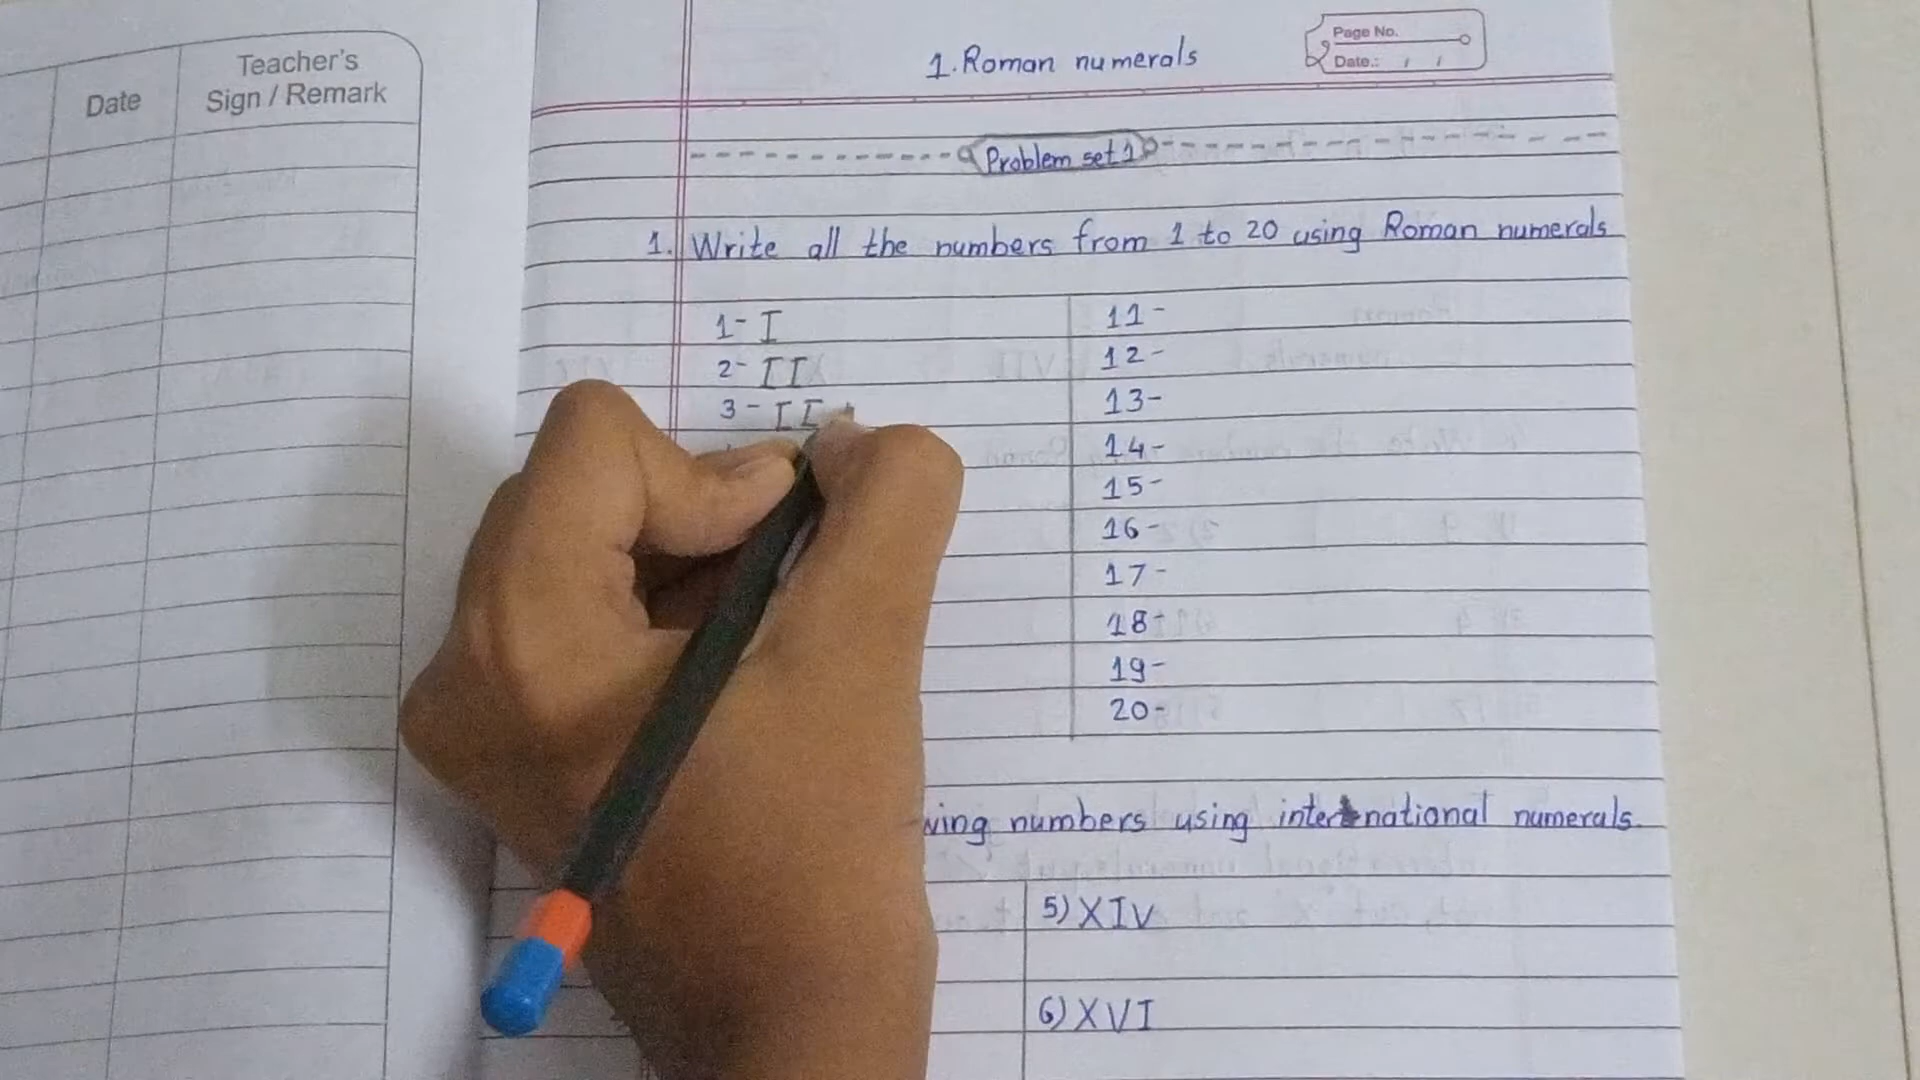 Date
Teacher's
Sign / Remark
1. Roman numerals
Page No.
Date.: / /
Problem set 1
1. Write all the numbers from 1 to 20 using Roman numerals
1- I
2- II
3- II
11-
12-
13-
14-
15-
16-
17-
18-
19-
20-
numbers using international numerals.
5) XIV
6) XVI